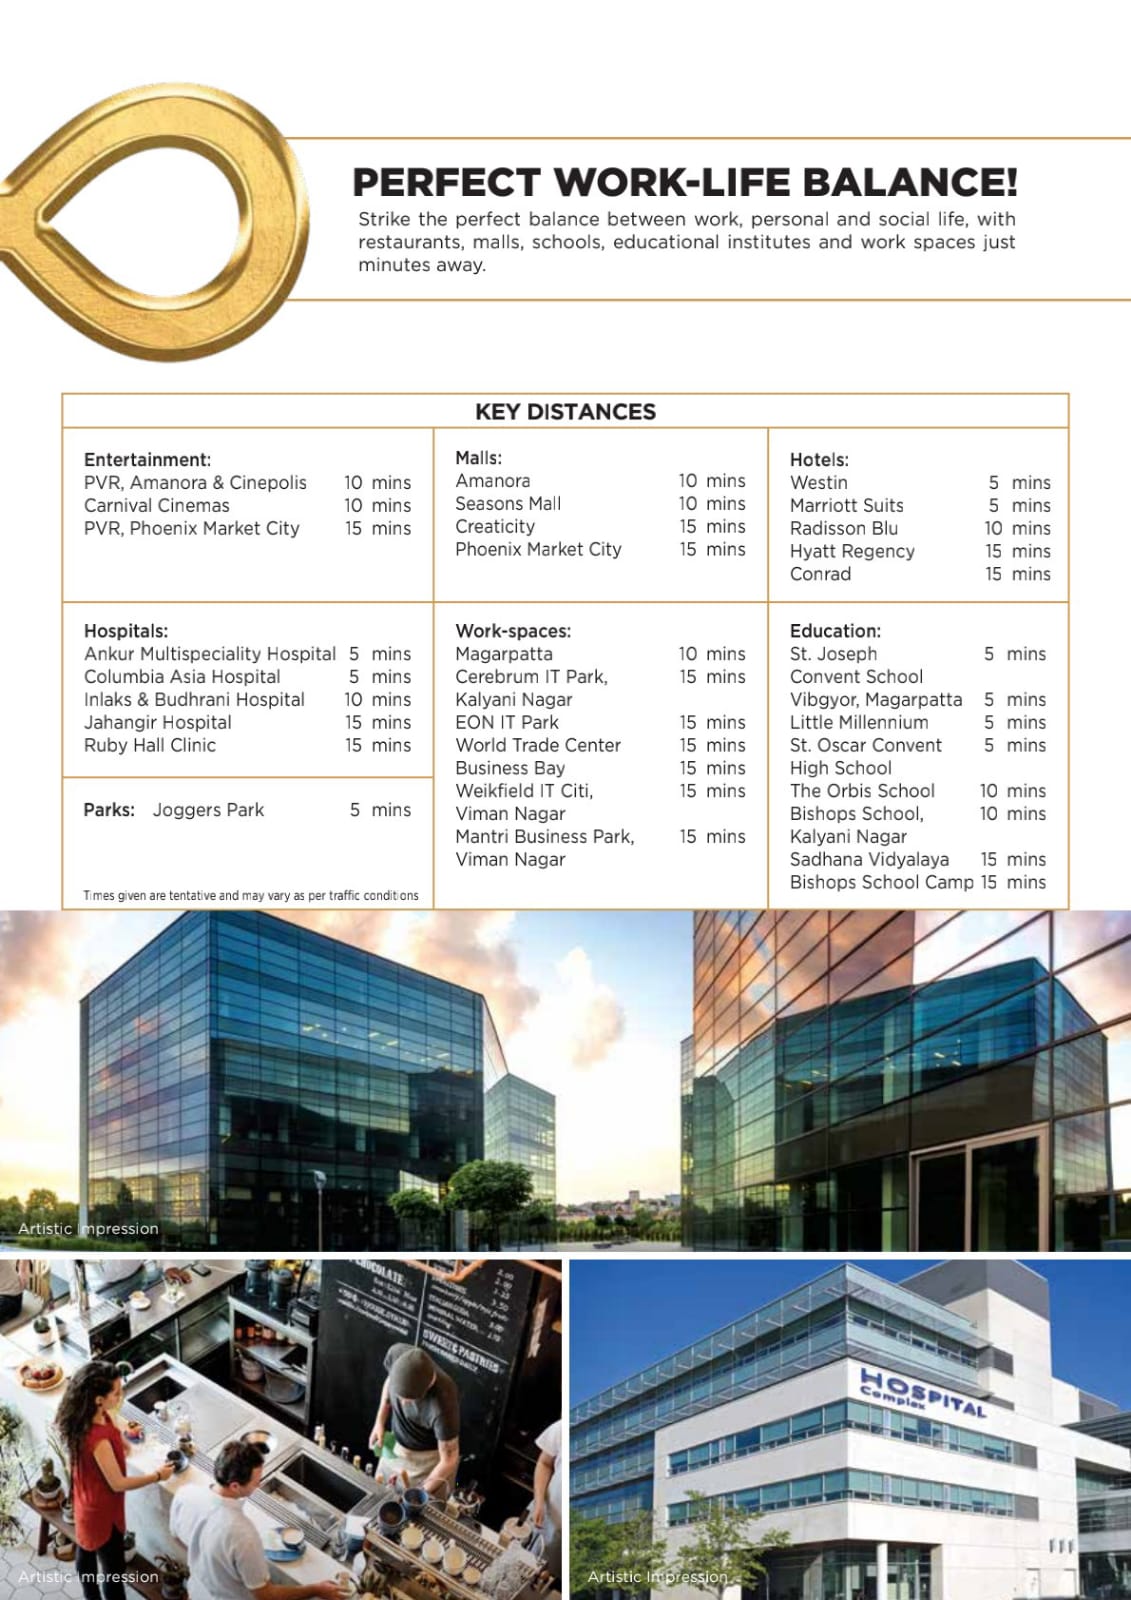 PERFECT WORK-LIFE BALANCE!
Strike the perfect balance between work, personal and social life, with
restaurants, malls, schools, educational institutes and work spaces just
minutes away.
KEY DISTANCES
Entertainment:
PVR, Amanora & Cinepolis 10 mins
Carnival Cinemas 10 mins
PVR, Phoenix Market City 15 mins
Malls:
Amanora 10 mins
Seasons Mall 10 mins
Creaticity 15 mins
Phoenix Market City 15 mins
Hotels:
Westin 5 mins
Marriott Suits 5 mins
Radisson Blu 10 mins
Hyatt Regency 15 mins
Conrad 15 mins
Hospitals:
Ankur Multispeciality Hospital 5 mins
Columbia Asia Hospital 5 mins
Inlaks & Budhrani Hospital 10 mins
Jahangir Hospital 15 mins
Ruby Hall Clinic 15 mins
Parks: Joggers Park 5 mins
Times given are tentative and may vary as per traffic conditions
Work-spaces:
Magarpatta 10 mins
Cerebrum IT Park, 15 mins
Kalyani Nagar
EON IT Park 15 mins
World Trade Center 15 mins
Business Bay 15 mins
Weikfield IT Citi, 15 mins
Viman Nagar
Mantri Business Park, 15 mins
Viman Nagar
Education:
St. Joseph 5 mins
Convent School
Vibgyor, Magarpatta 5 mins
Little Millennium 5 mins
St. Oscar Convent 5 mins
High School
The Orbis School 10 mins
Bishops School, 10 mins
Kalyani Nagar
Sadhana Vidyalaya 15 mins
Bishops School Camp 15 mins
Artistic Impression
CHOCOLATE
SWEET & PASTRIES
Artistic Impression
HOSPITAL
Complex
Artistic Impression